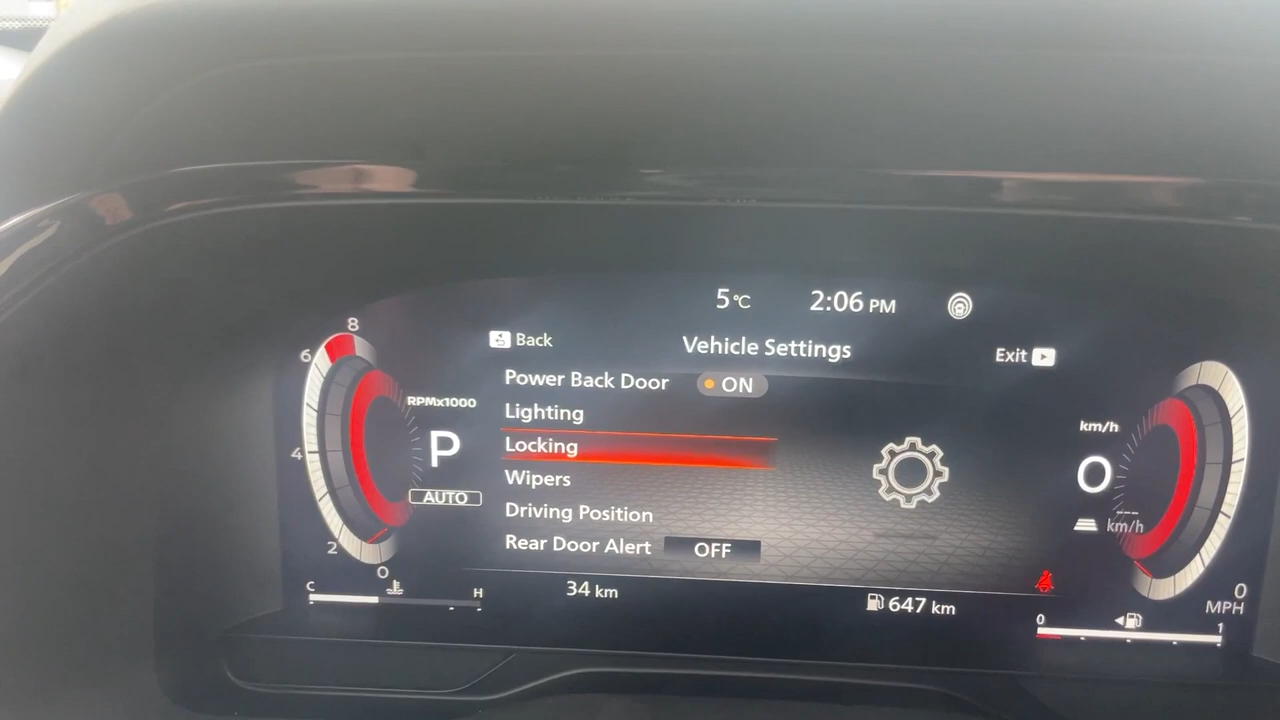 5°C 2:06 PM
Back Vehicle Settings Exit
Power Back Door ON
Lighting
Locking
Wipers
Driving Position
Rear Door Alert OFF
8
6
RPMx1000
4
P
AUTO
2
0
C H
34 km
647 km
km/h
0
--- km/h
0
MPH
0 1